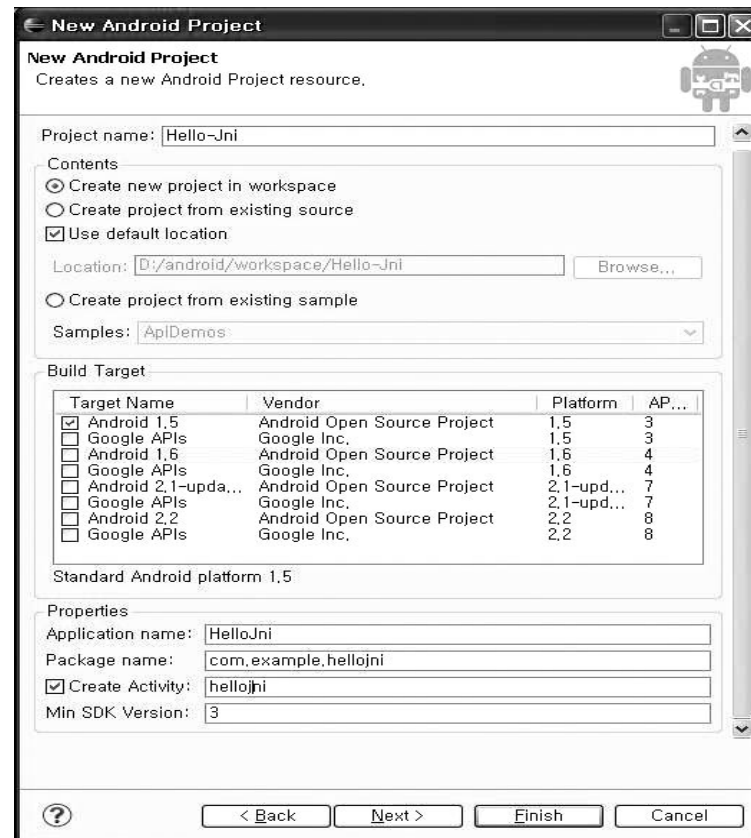 New Android Project
New Android Project
Creates a new Android Project resource.
Project name: Hello-Jni
Contents
Create new project in workspace
Create project from existing source
Use default location
Location: D:/android/workspace/Hello-Jni Browse...
Create project from existing sample
Samples: ApiDemos
Build Target
Target Name Vendor Platform AP...
Android 1.5 Android Open Source Project 1.5 3
Google APIs Google Inc. 1.5 3
Android 1.6 Android Open Source Project 1.6 4
Google APIs Google Inc. 1.6 4
Android 2.1-upda... Android Open Source Project 2.1-upd... 7
Google APIs Google Inc. 2.1-upd... 7
Android 2.2 Android Open Source Project 2.2 8
Google APIs Google Inc. 2.2 8
Standard Android platform 1.5
Properties
Application name: HelloJni
Package name: com.example.hellojni
Create Activity: hellojni
Min SDK Version: 3
? < Back Next > Finish Cancel